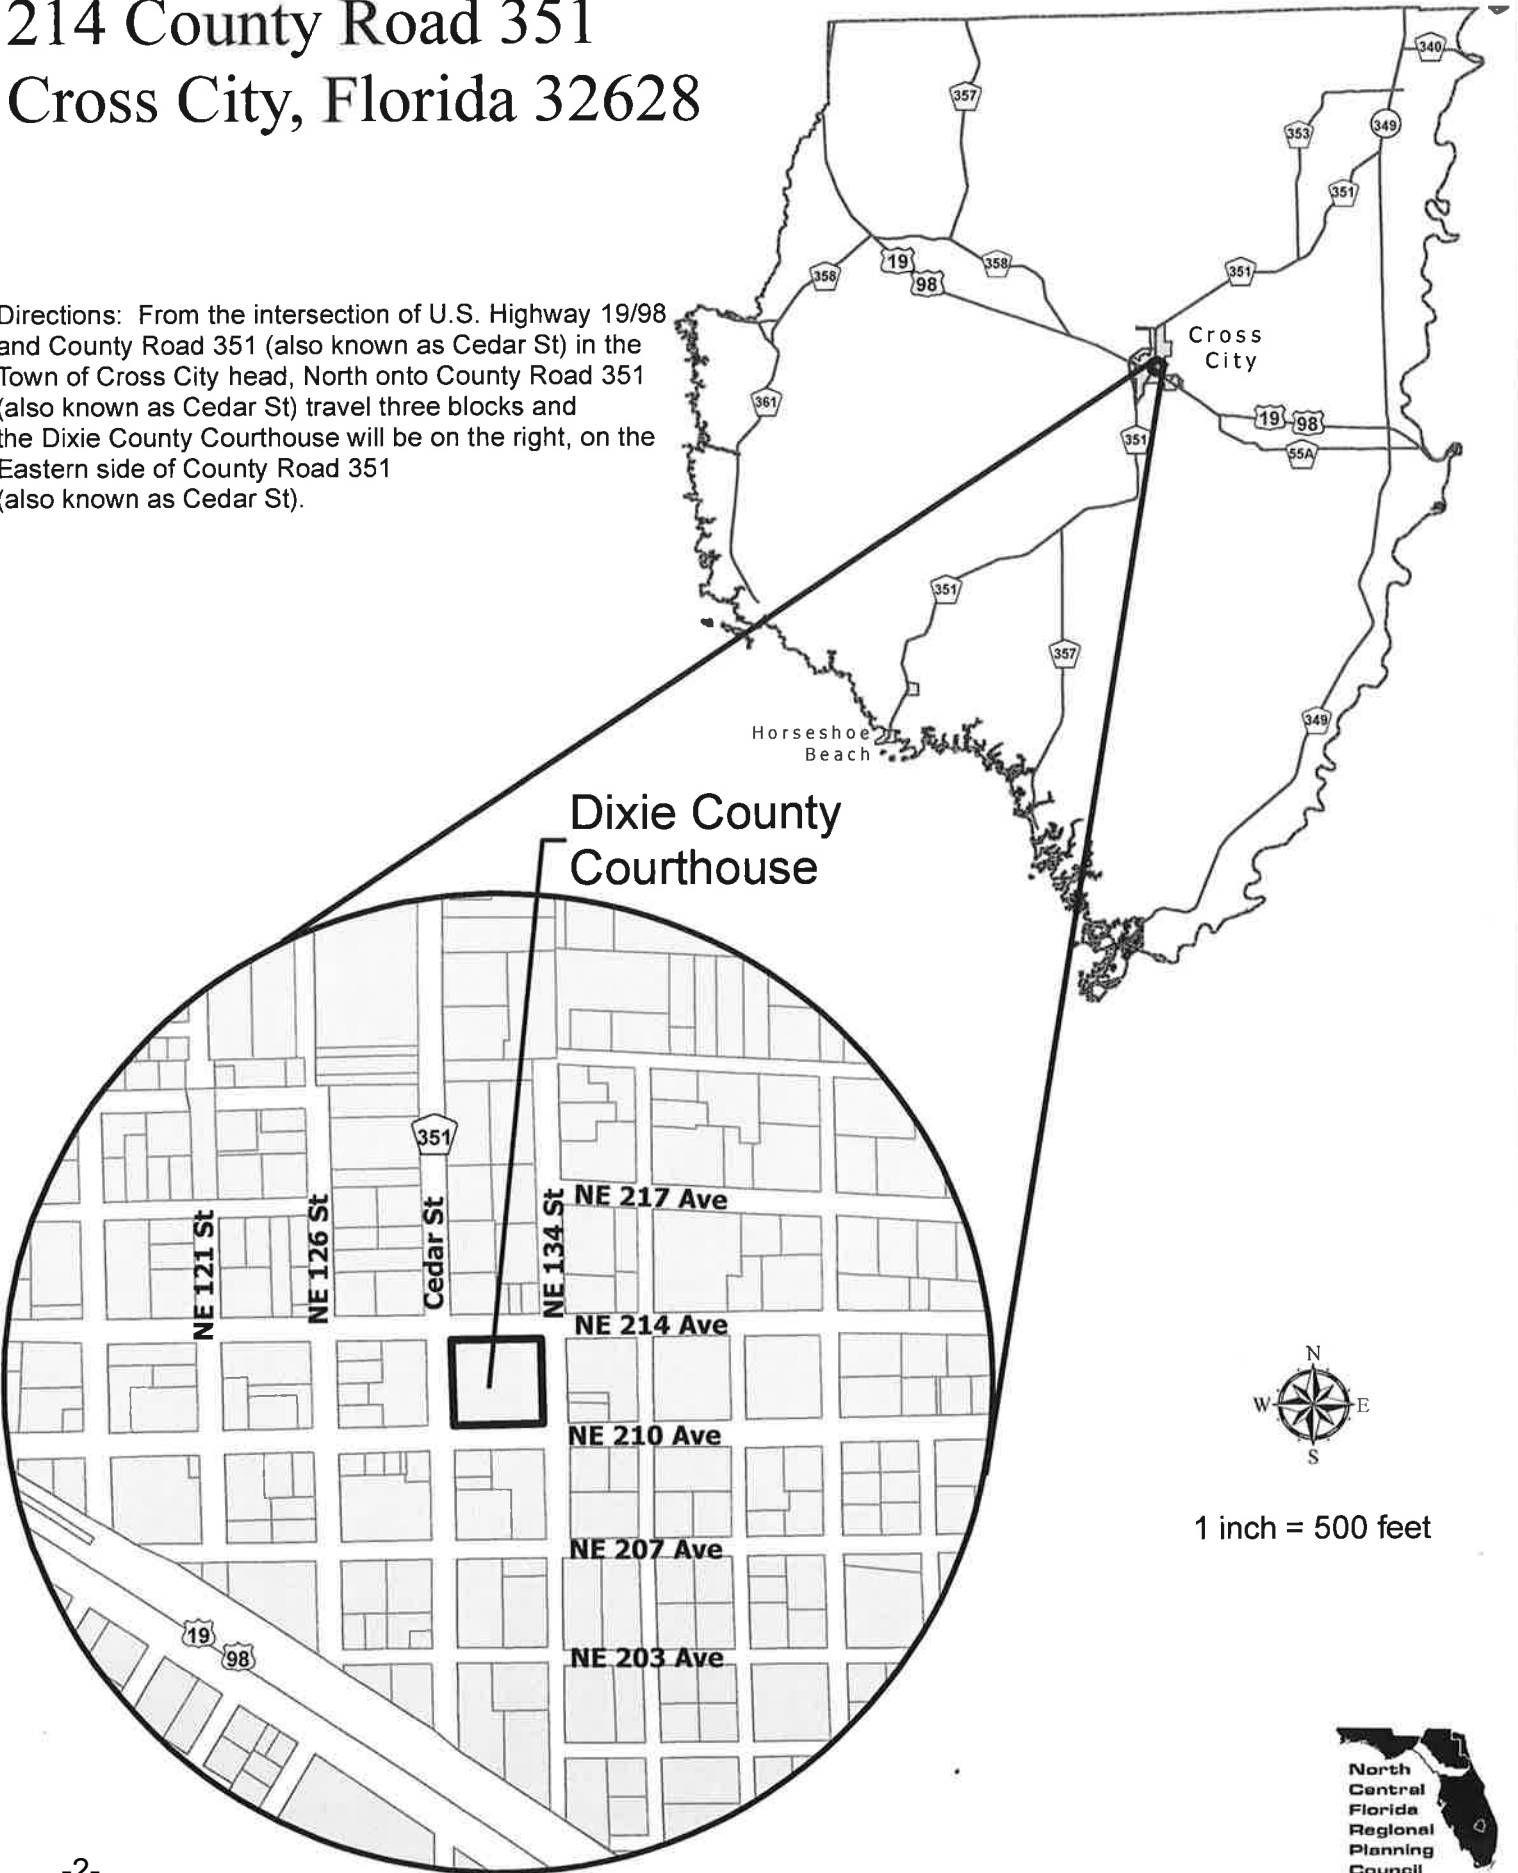 214 County Road 351
Cross City, Florida 32628
Directions: From the intersection of U.S. Highway 19/98
and County Road 351 (also known as Cedar St) in the
Town of Cross City head, North onto County Road 351
(also known as Cedar St) travel three blocks and
the Dixie County Courthouse will be on the right, on the
Eastern side of County Road 351
(also known as Cedar St).
340
357
353
349
351
358
19
98
358
351
Cross
City
361
351
19
98
55A
351
357
349
Horseshoe
Beach
Dixie County
Courthouse
351
NE 121 St
NE 126 St
Cedar St
NE 134 St
NE 217 Ave
NE 214 Ave
NE 210 Ave
NE 207 Ave
NE 203 Ave
19
98
N
W
E
S
1 inch = 500 feet
North
Central
Florida
Regional
Planning
Council
-2-